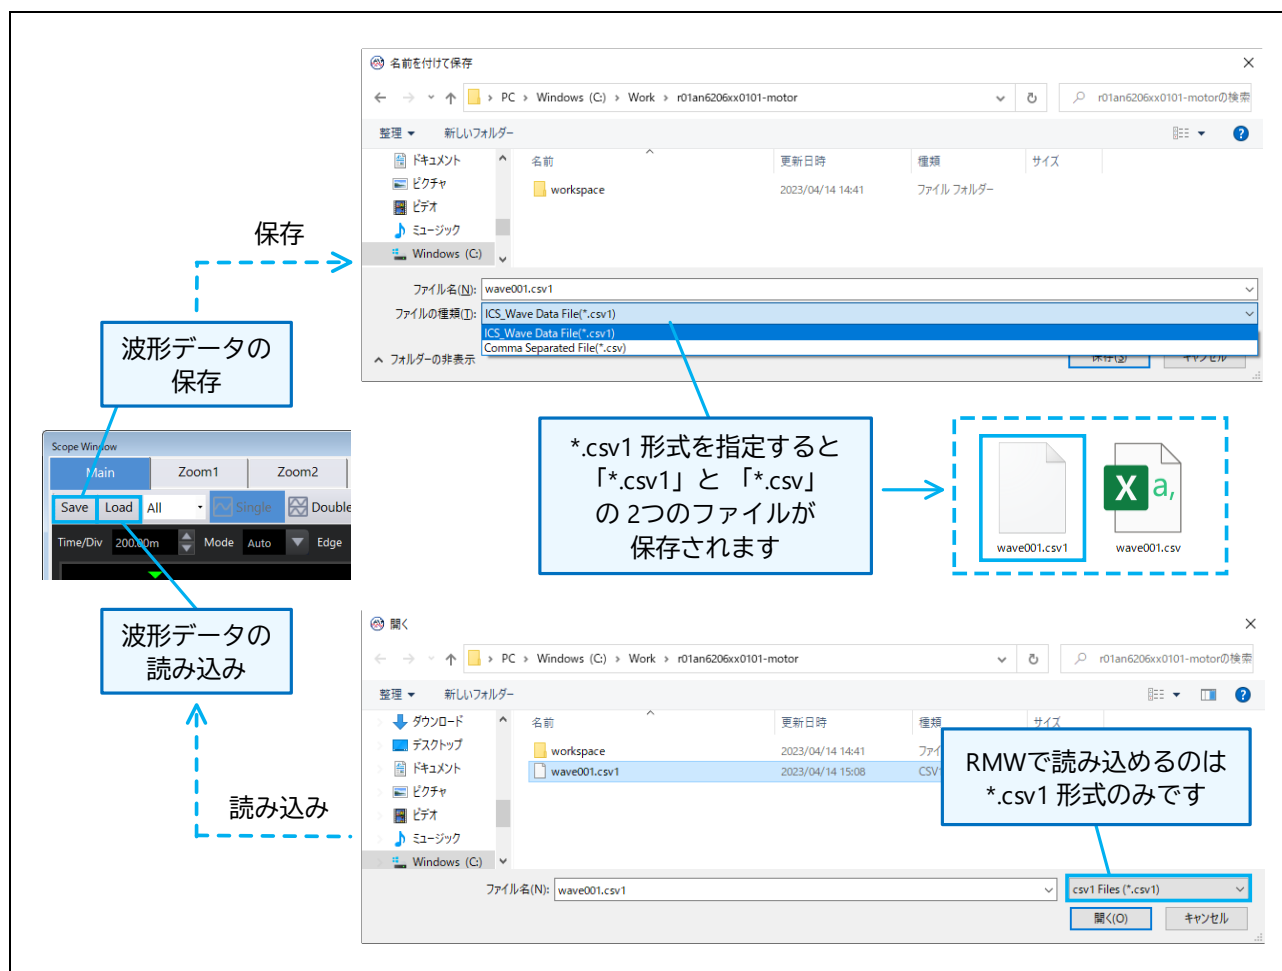 名前を付けて保存
PC › Windows (C:) › Work › r01an6206xx0101-motor
r01an6206xx0101-motorの検索
整理 新しいフォルダー
ドキュメント
ピクチャ
ビデオ
ミュージック
Windows (C:)
名前 更新日時 種類 サイズ
workspace 2023/04/14 14:41 ファイル フォルダー
ファイル名(N): wave001.csv1
ファイルの種類(T): ICS_Wave Data File(*.csv1)
ICS_Wave Data File(*.csv1)
Comma Separated File(*.csv)
フォルダーの非表示
保存(S) キャンセル
保存
波形データの
保存
Scope Window
Main Zoom1 Zoom2
Save Load All Single Double
Time/Div 200.00m Mode Auto Edge
*.csv1 形式を指定すると
「*.csv1」と 「*.csv」
の 2つのファイルが
保存されます
X a,
wave001.csv1 wave001.csv
波形データの
読み込み
読み込み
開く
PC › Windows (C:) › Work › r01an6206xx0101-motor
r01an6206xx0101-motorの検索
整理 新しいフォルダー
ダウンロード
デスクトップ
ドキュメント
ピクチャ
ビデオ
ミュージック
Windows (C:)
名前 更新日時 種類 サイズ
workspace 2023/04/14 14:41 ファイ
wave001.csv1 2023/04/14 15:08 CSV1
RMWで読み込めるのは
*.csv1 形式のみです
ファイル名(N): wave001.csv1
csv1 Files (*.csv1)
開く(O) キャンセル